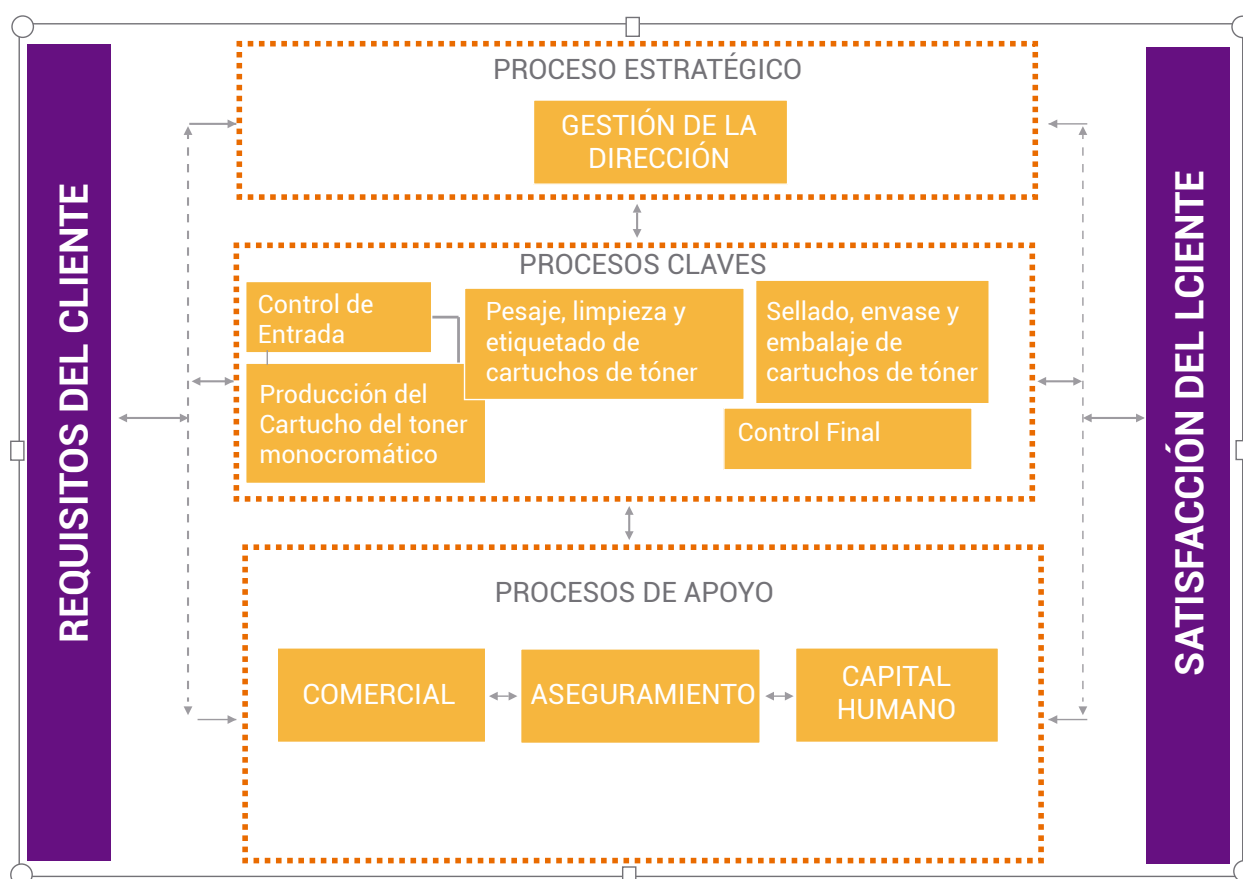 REQUISITOS DEL CLIENTE
PROCESO ESTRATÉGICO
GESTIÓN DE LA
DIRECCIÓN
PROCESOS CLAVES
Control de
Entrada
Producción del
Cartucho del toner
monocromático
Pesaje, limpieza y
etiquetado de
cartuchos de tóner
Sellado, envase y
embalaje de
cartuchos de tóner
Control Final
PROCESOS DE APOYO
COMERCIAL
ASEGURAMIENTO
CAPITAL
HUMANO
SATISFACCIÓN DEL LCIENTE